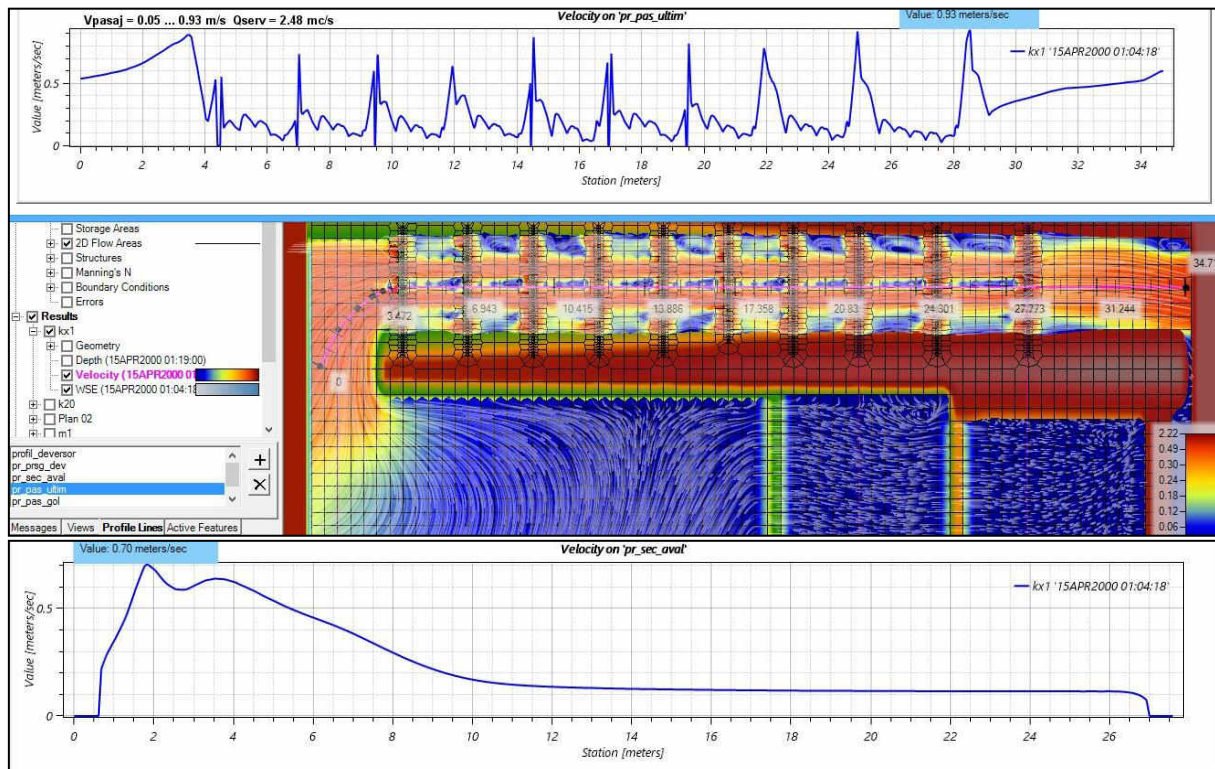 Vpasaj = 0.05 ... 0.93 m/s Qserv = 2.48 mc/s
Velocity on 'pr_pas_ultim'
Value: 0.93 meters/sec
kx1 '15APR2000 01:04:18'
Value [meters/sec]
0.5
0
0 2 4 6 8 10 12 14 16 18 20 22 24 26 28 30 32 34
Station [meters]
Storage Areas
2D Flow Areas
Structures
Manning's N
Boundary Conditions
Errors
Results
kx1
Geometry
Depth (15APR2000 01:19:00)
Velocity (15APR2000 01
WSE (15APR2000 01:04:18
k20
Plan 02
m1
profil_deversor
pr_prag_dev
pr_sec_aval
pr_pas_ultim
pr_pas_gol
Messages Views Profile Lines Active Features
34.71
3.472 6.943 10.415 13.886 17.358 20.83 24.301 27.773 31.244
0
2.22
0.49
0.30
0.24
0.18
0.12
0.06
Value: 0.70 meters/sec
Velocity on 'pr_sec_aval'
kx1 '15APR2000 01:04:18'
Value [meters/sec]
0.5
0
0 2 4 6 8 10 12 14 16 18 20 22 24 26
Station [meters]